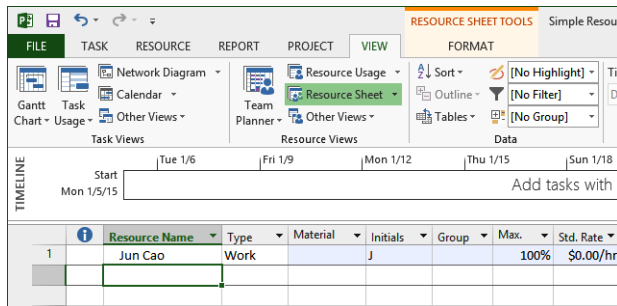 RESOURCE SHEET TOOLS Simple Resou
FILE TASK RESOURCE REPORT PROJECT VIEW FORMAT
Network Diagram Resource Usage Sort [No Highlight] Ti
Gantt Chart Task Usage Calendar Team Planner Resource Sheet Outline [No Filter] D
Other Views Other Views Tables [No Group]
Task Views Resource Views Data
TIMELINE
Tue 1/6 Fri 1/9 Mon 1/12 Thu 1/15 Sun 1/18
Start
Mon 1/5/15 Add tasks with
Resource Name Type Material Initials Group Max. Std. Rate
1 Jun Cao Work J 100% $0.00/hr